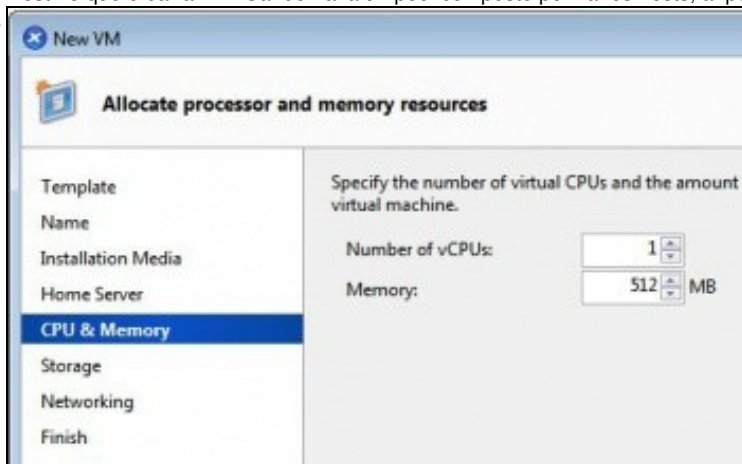 New VM
Allocate processor and memory resources
Template
Name
Installation Media
Home Server
CPU & Memory
Storage
Networking
Finish
Specify the number of virtual CPUs and the amount
virtual machine.
Number of vCPUs: 1
Memory: 512 MB